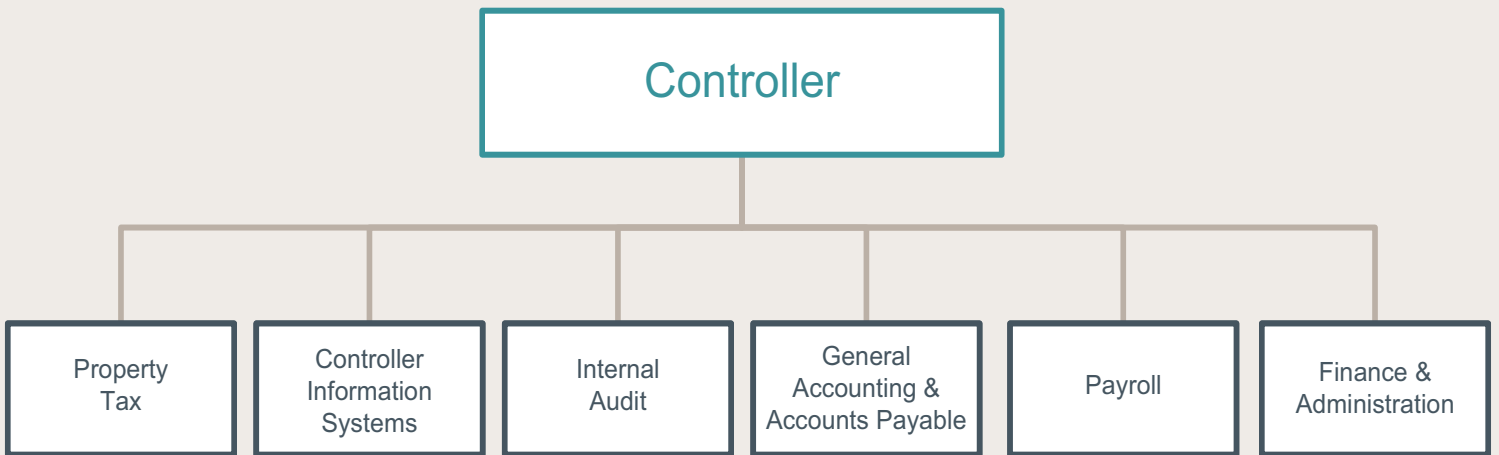 Controller
Property
Tax
Controller
Information
Systems
Internal
Audit
General
Accounting &
Accounts Payable
Payroll
Finance &
Administration